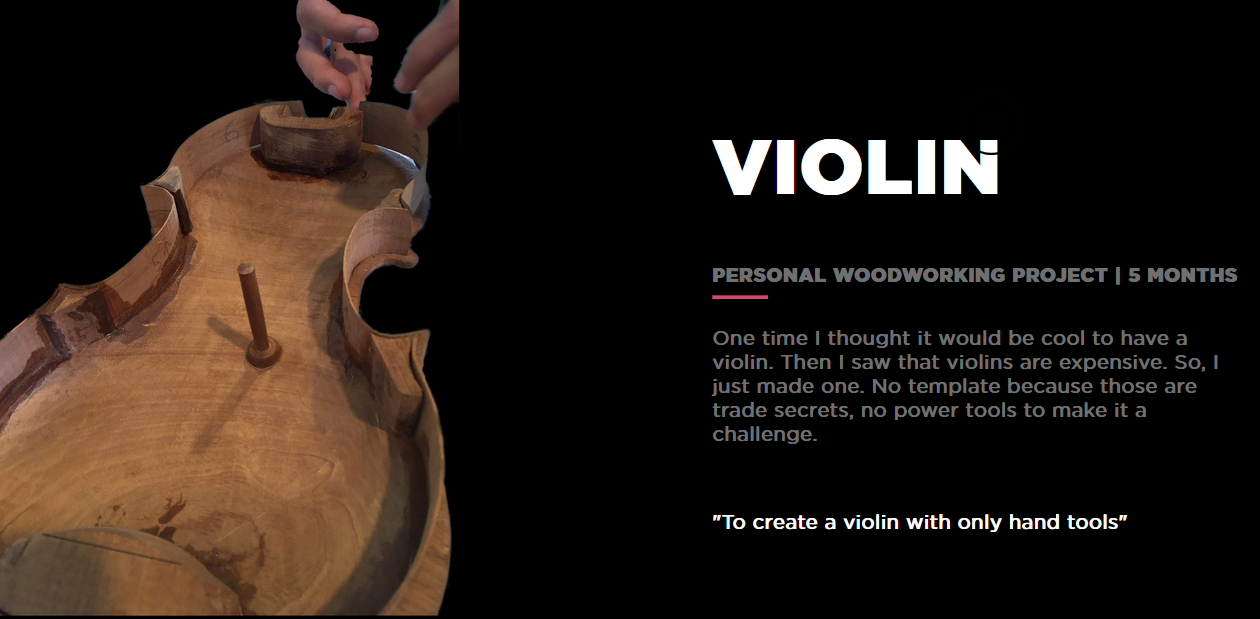 VIOLIN
PERSONAL WOODWORKING PROJECT | 5 MONTHS
One time I thought it would be cool to have a
violin. Then I saw that violins are expensive. So, I
just made one. No template because those are
trade secrets, no power tools to make it a
challenge.
"To create a violin with only hand tools"